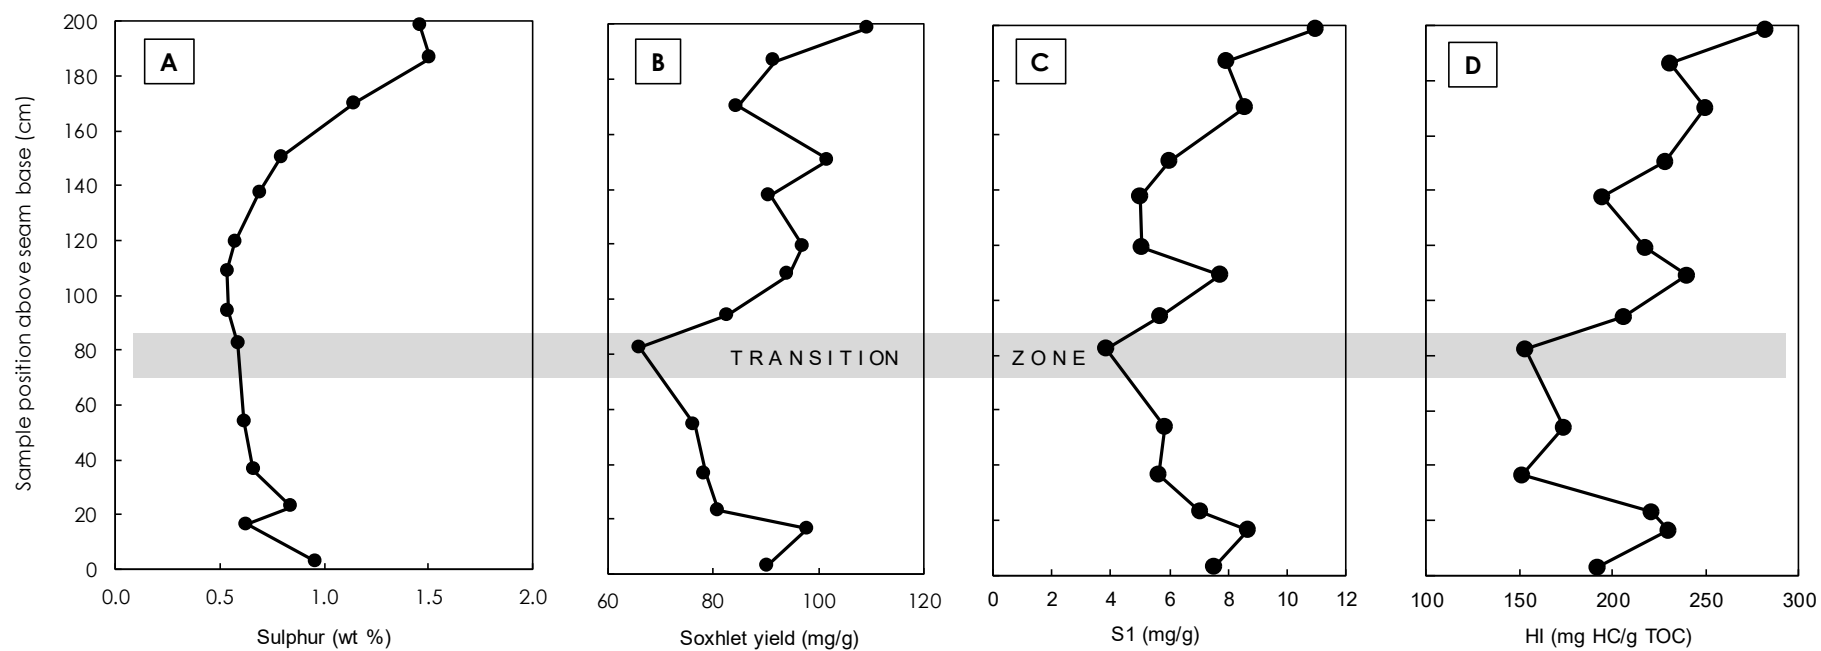 Sample position above seam base (cm)
200
180
160
140
120
100
80
60
40
20
0
A
B
C
D
TRANSITION ZONE
0.0 0.5 1.0 1.5 2.0
Sulphur (wt %)
60 80 100 120
Soxhlet yield (mg/g)
0 2 4 6 8 10 12
S1 (mg/g)
100 150 200 250 300
HI (mg HC/g TOC)